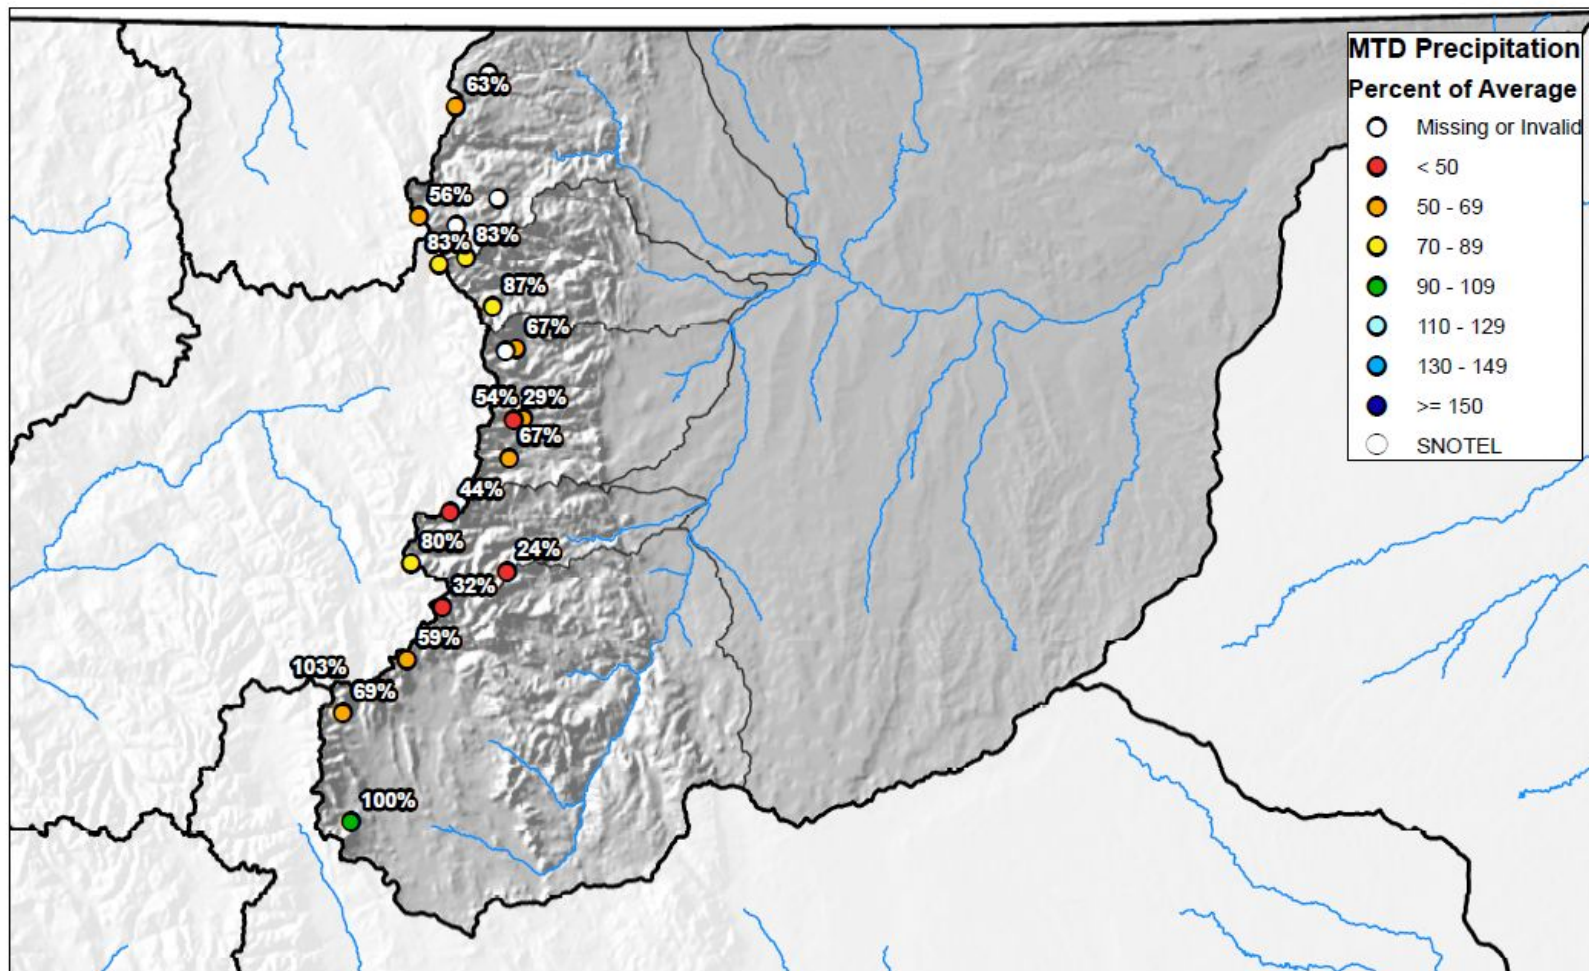 MTD Precipitation
Percent of Average
Missing or Invalid
< 50
50 - 69
70 - 89
90 - 109
110 - 129
130 - 149
>= 150
SNOTEL
63%
56%
83% 83%
87%
67%
54% 29%
67%
44%
80%
24%
32%
59%
103%
69%
100%